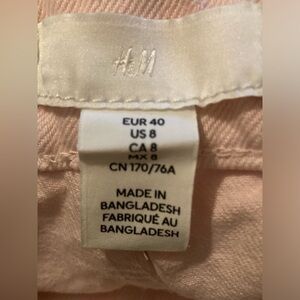 H&M
EUR 40
US 8
CA 8
MX 8
CN 170/76A
MADE IN
BANGLADESH
FABRIQUÉ AU
BANGLADESH